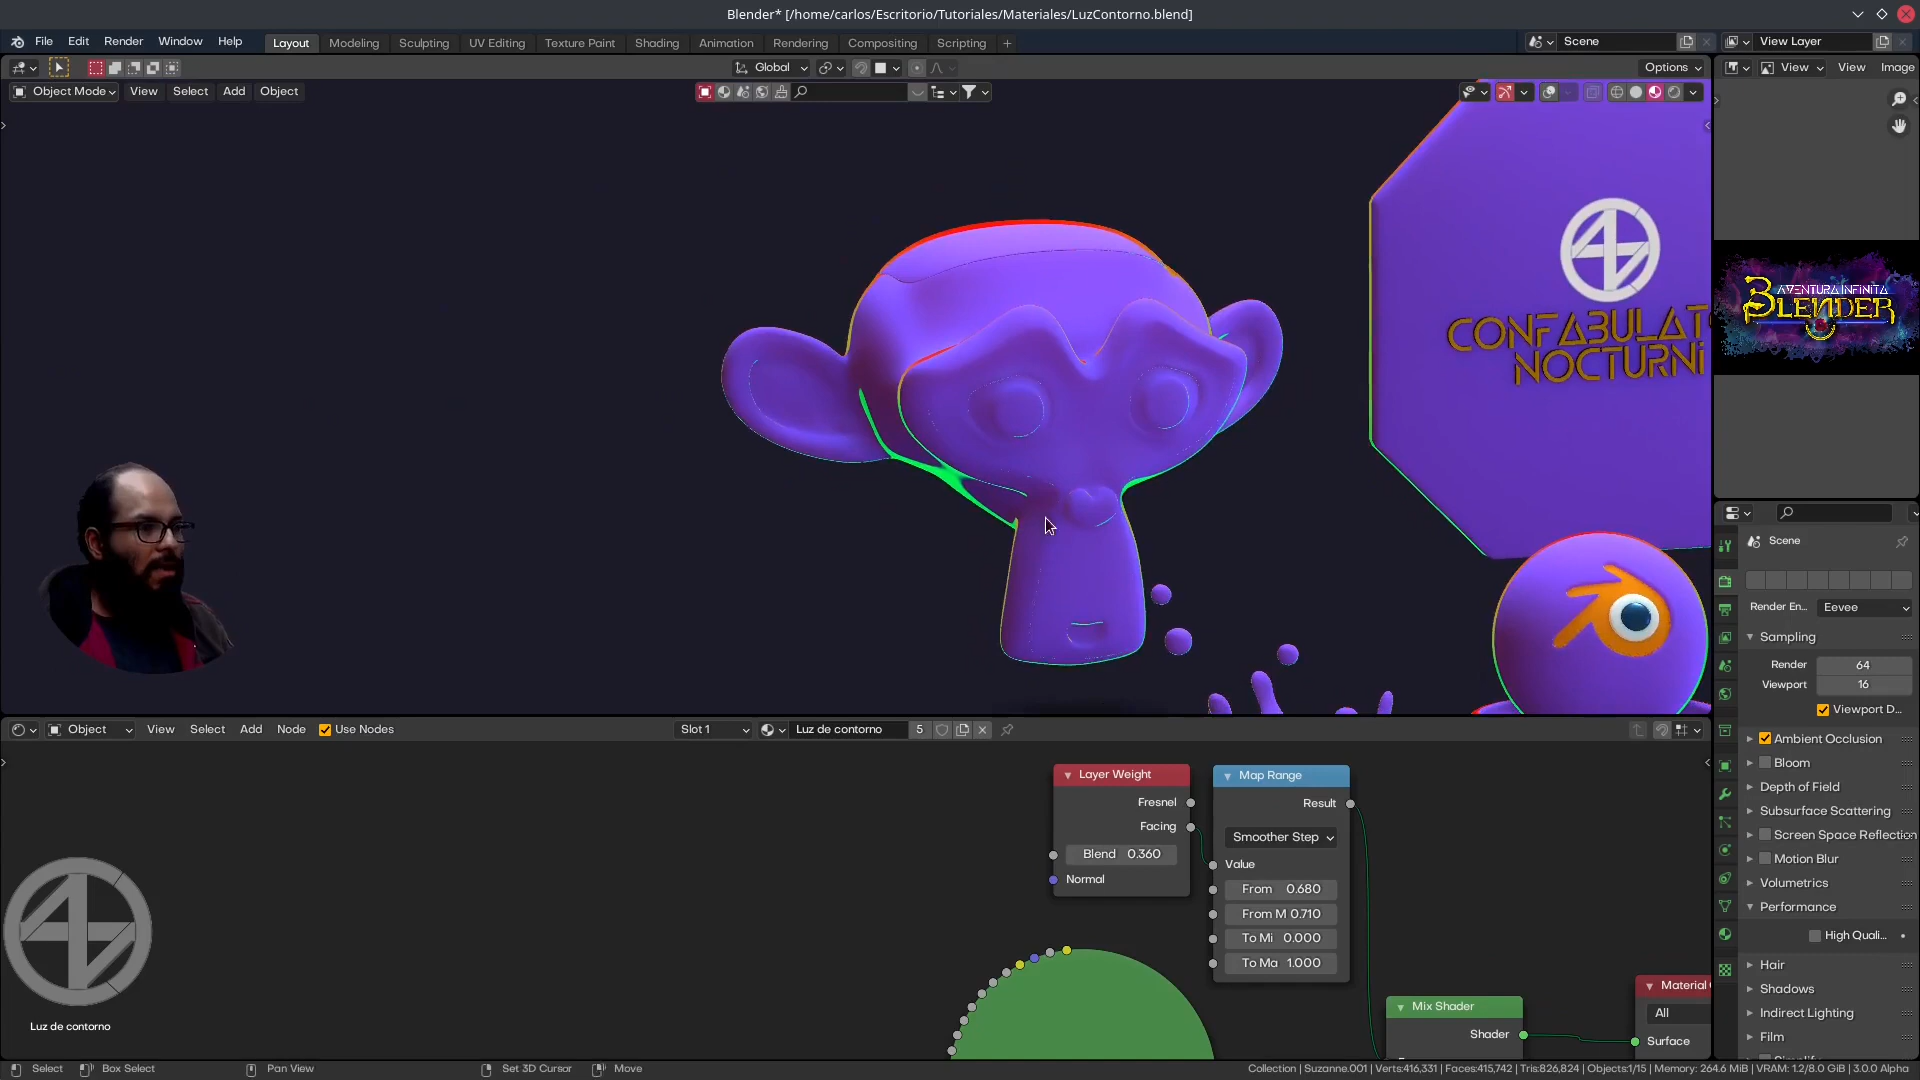 Blender* [/home/carlos/Escritorio/Tutoriales/Materiales/LuzContorno.blend]
File Edit Render Window Help Layout Modeling Sculpting UV Editing Texture Paint Shading Animation Rendering Compositing Scripting + Scene View Layer
Global Options View View Image
Object Mode View Select Add Object
AVENTURA INFINITA
BLENDER
CONFABULAT
NOCTURNI
Scene
Render En... Eevee
Sampling
Render 64
Viewport 16
Viewport D...
Ambient Occlusion
Bloom
Depth of Field
Subsurface Scattering
Screen Space Reflection
Motion Blur
Volumetrics
Performance
High Quali...
Hair
Shadows
Indirect Lighting
Film
Object View Select Add Node Use Nodes Slot 1 Luz de contorno 5
Layer Weight
Fresnel
Facing
Blend 0.360
Normal
Map Range
Result
Smoother Step
Value
From 0.680
From M 0.710
To Mi 0.000
To Ma 1.000
Mix Shader
Shader
Material
All
Surface
Luz de contorno
Select Box Select Pan View Set 3D Cursor Move Collection | Suzanne.001 | Verts:416,331 | Faces:415,742 | Tris:826,824 | Objects:1/15 | Memory: 264.6 MiB | VRAM: 1.2/8.0 GiB | 3.0.0 Alpha